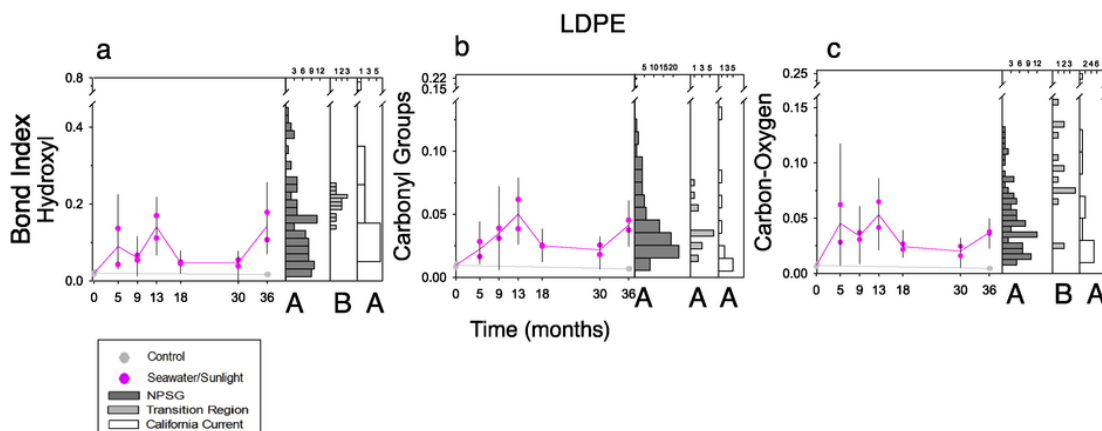 LDPE
a
Bond Index
Hydroxyl
0.8
0.4
0.2
0.0
0 5 9 13 18 30 36
3 6 9 12
1 2 3
1 3 5
A B A
b
Carbonyl Groups
0.22
0.15
0.10
0.05
0.00
0 5 9 13 18 30 36
5 10 15 20
1 3 5
1 3 5
A A A
c
Carbon-Oxygen
0.25
0.15
0.10
0.05
0.00
0 5 9 13 18 30 36
3 6 9 12
1 2 3
2 4 6
A B A
Time (months)
Control
Seawater/Sunlight
NPSG
Transition Region
California Current